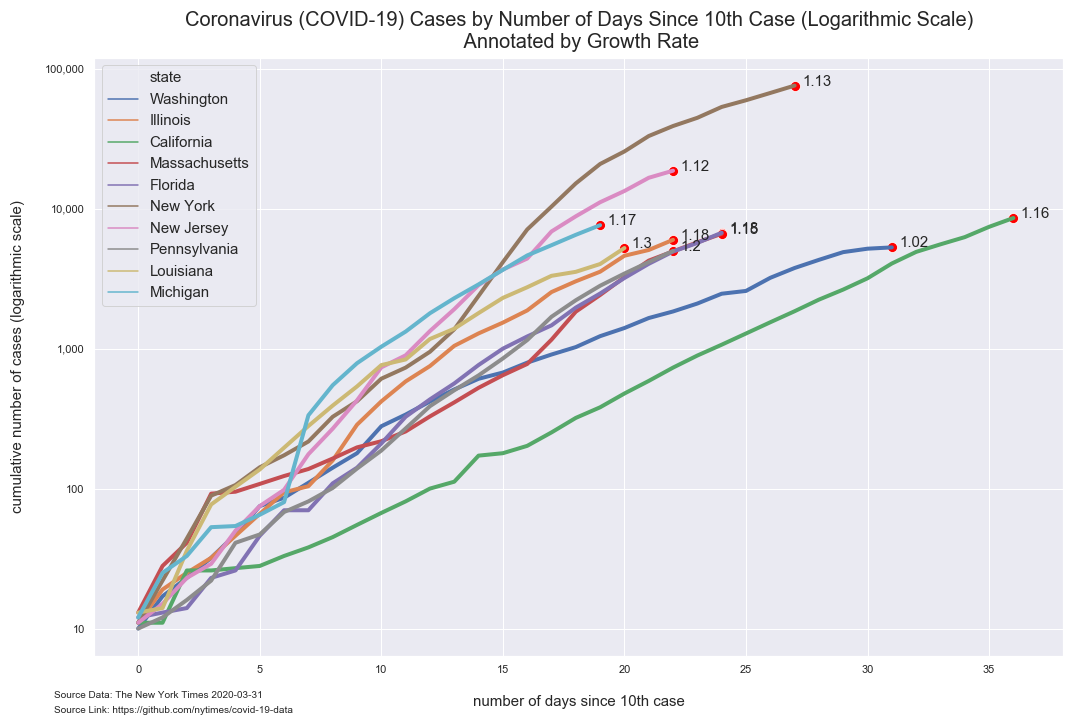 Coronavirus (COVID-19) Cases by Number of Days Since 10th Case (Logarithmic Scale)
Annotated by Growth Rate
cumulative number of cases (logarithmic scale)
100,000
10,000
1,000
100
10
state
Washington
Illinois
California
Massachusetts
Florida
New York
New Jersey
Pennsylvania
Louisiana
Michigan
1.13
1.12
1.17
1.16
1.3
1.18
1.2
1.02
0 5 10 15 20 25 30 35
number of days since 10th case
Source Data: The New York Times 2020-03-31
Source Link: https://github.com/nytimes/covid-19-data